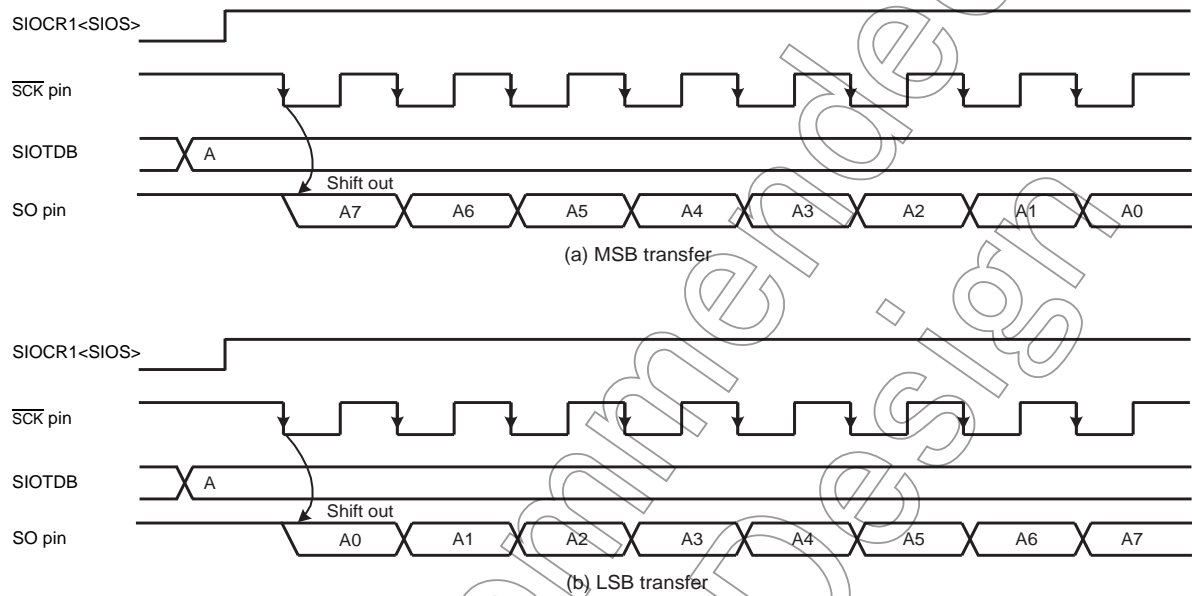 SIOCR1<SIOS>
SCK pin
SIOTDB A
Shift out
SO pin A7 A6 A5 A4 A3 A2 A1 A0
(a) MSB transfer
SIOCR1<SIOS>
SCK pin
SIOTDB A
Shift out
SO pin A0 A1 A2 A3 A4 A5 A6 A7
(b) LSB transfer
Design